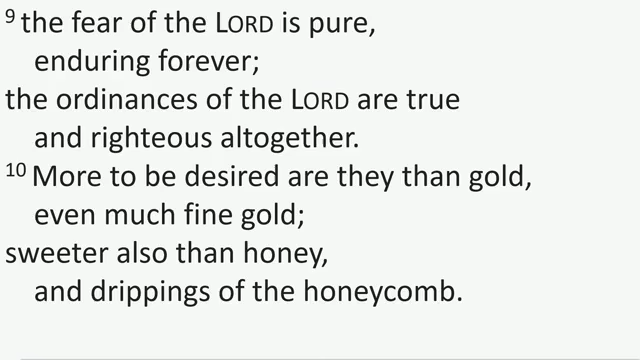 9 the fear of the LORD is pure,
enduring forever;
the ordinances of the LORD are true
and righteous altogether.
10 More to be desired are they than gold,
even much fine gold;
sweeter also than honey,
and drippings of the honeycomb.